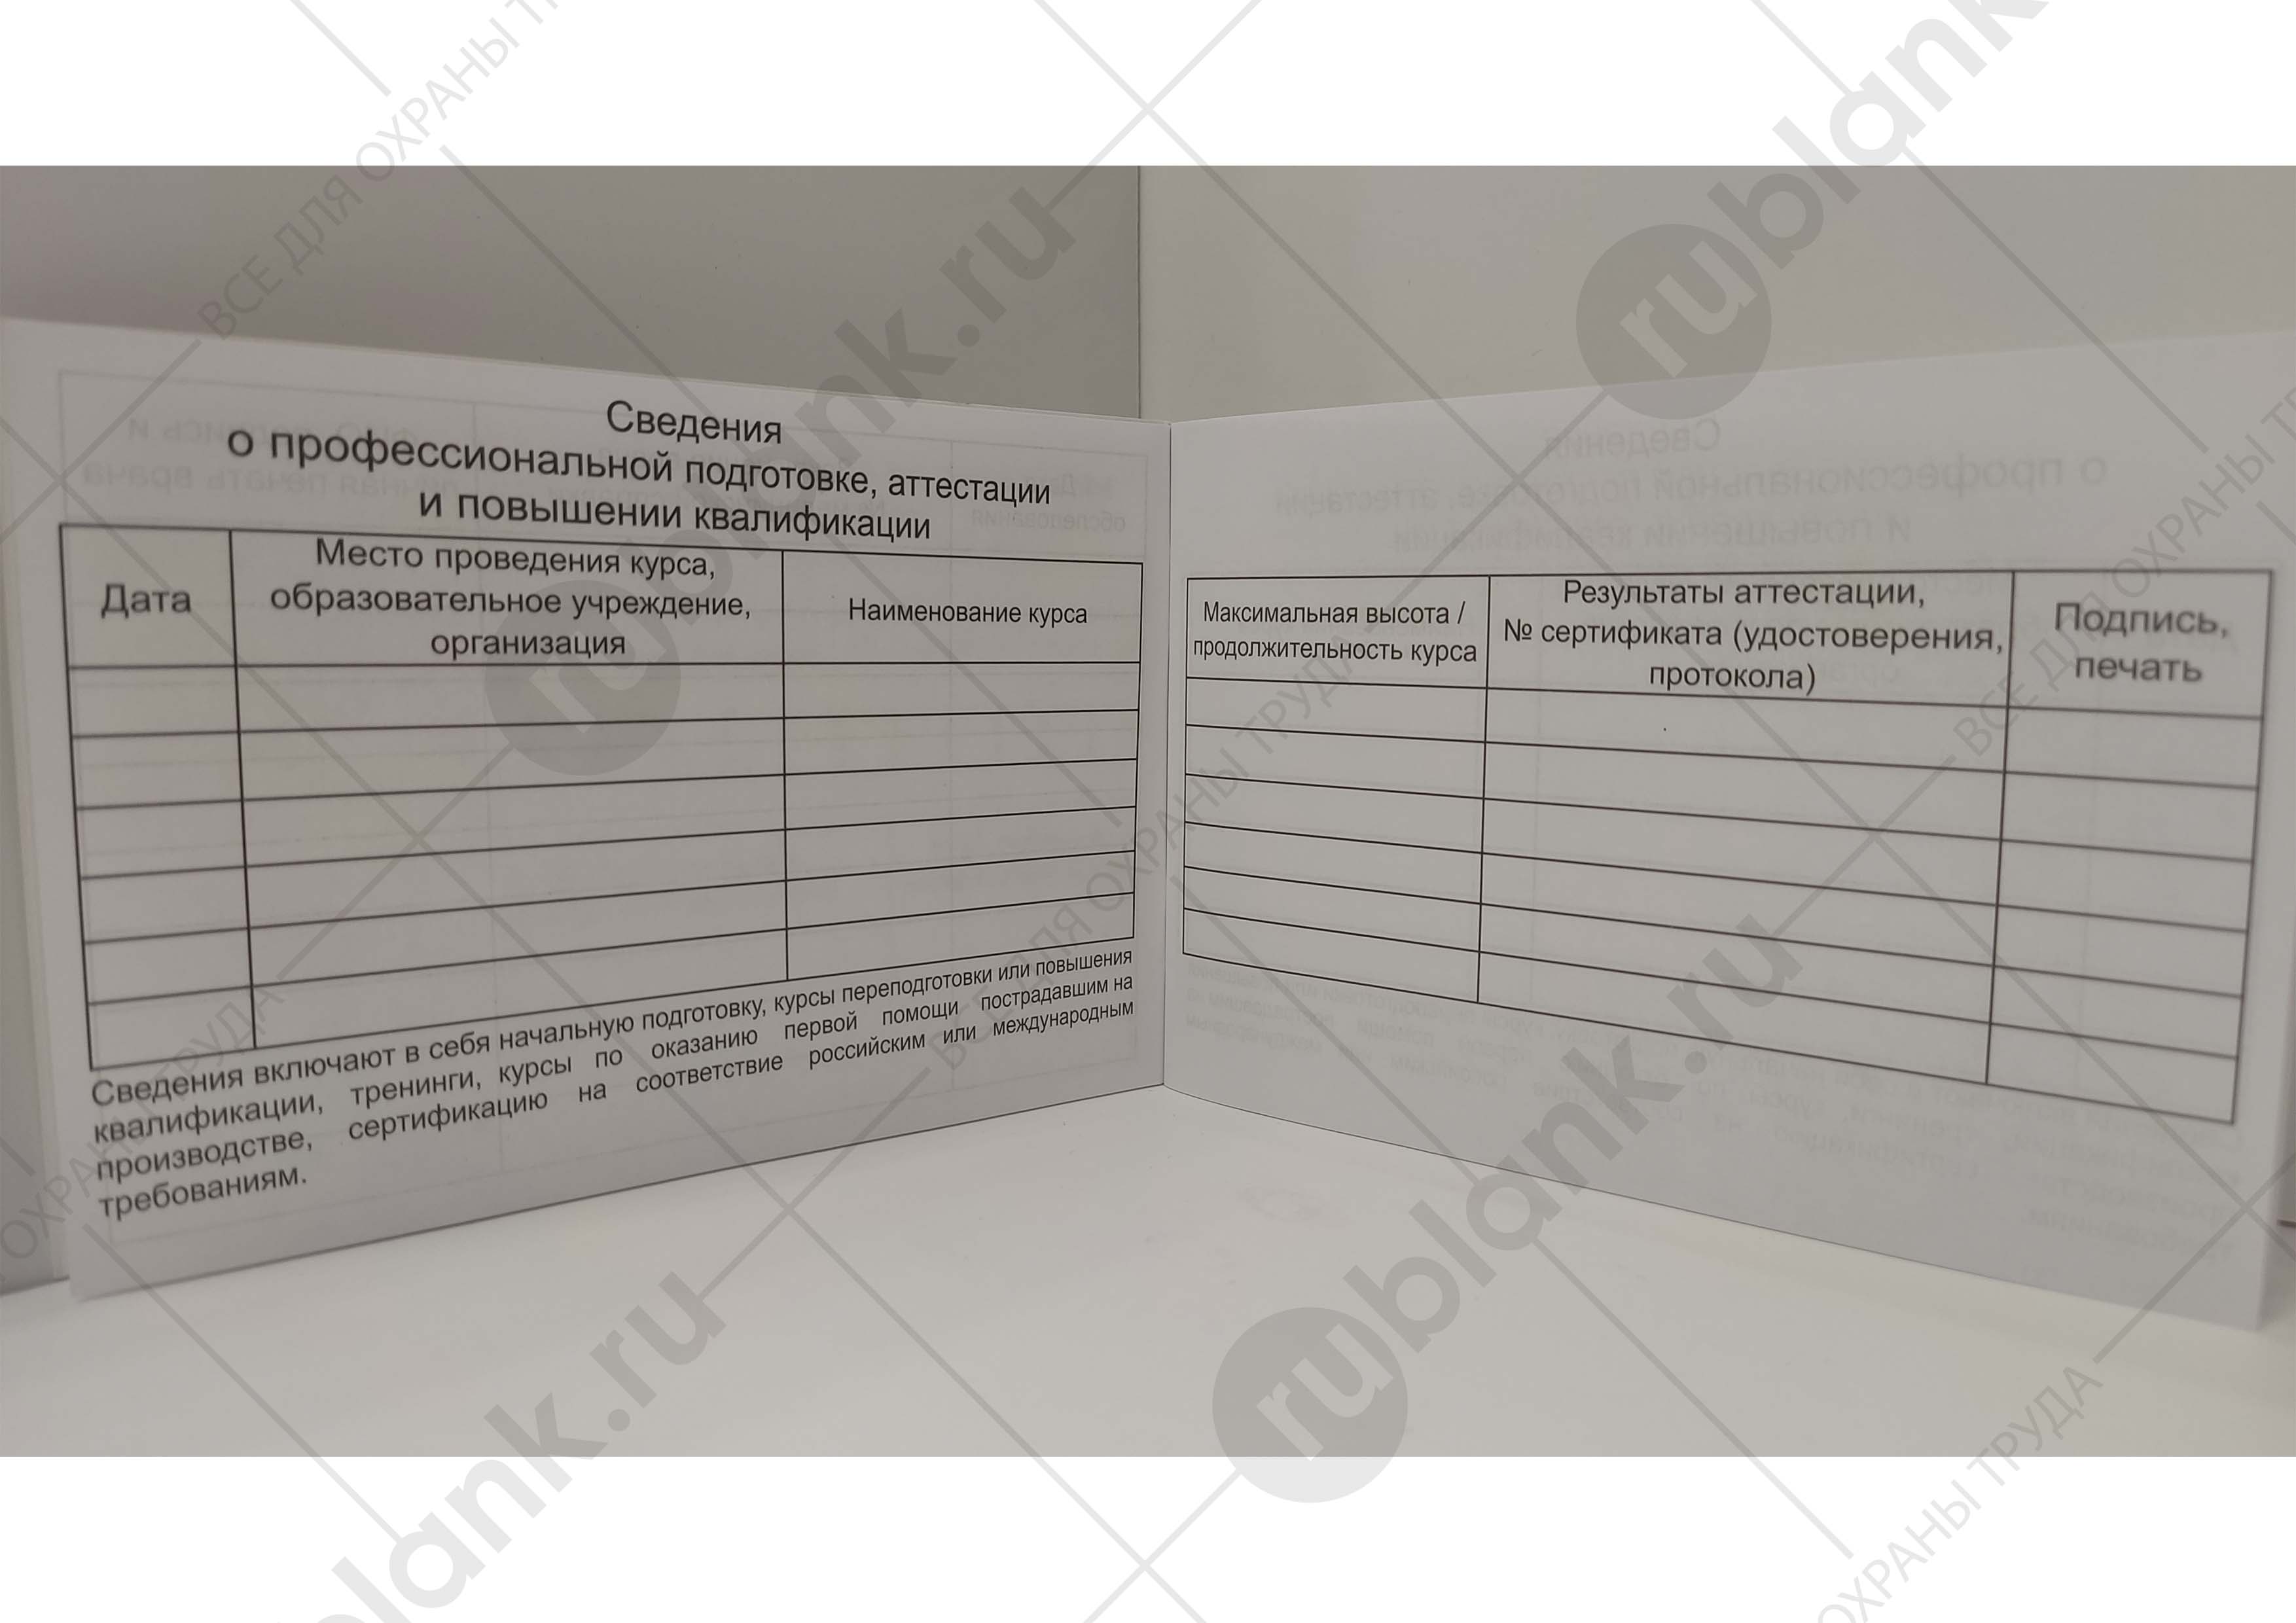 Сведения
о профессиональной подготовке, аттестации
и повышении квалификации
Дата
Место проведения курса,
образовательное учреждение,
организация
Наименование курса
Максимальная высота /
продолжительность курса
Результаты аттестации,
№ сертификата (удостоверения,
протокола)
Подпись,
печать
Сведения включают в себя начальную подготовку, курсы переподготовки или повышения
квалификации, тренинги, курсы по оказанию первой помощи пострадавшим на
производстве, сертификацию на соответствие российским или международным
требованиям.
rublank.ru
ВСЕ ДЛЯ ОХРАНЫ ТРУДА